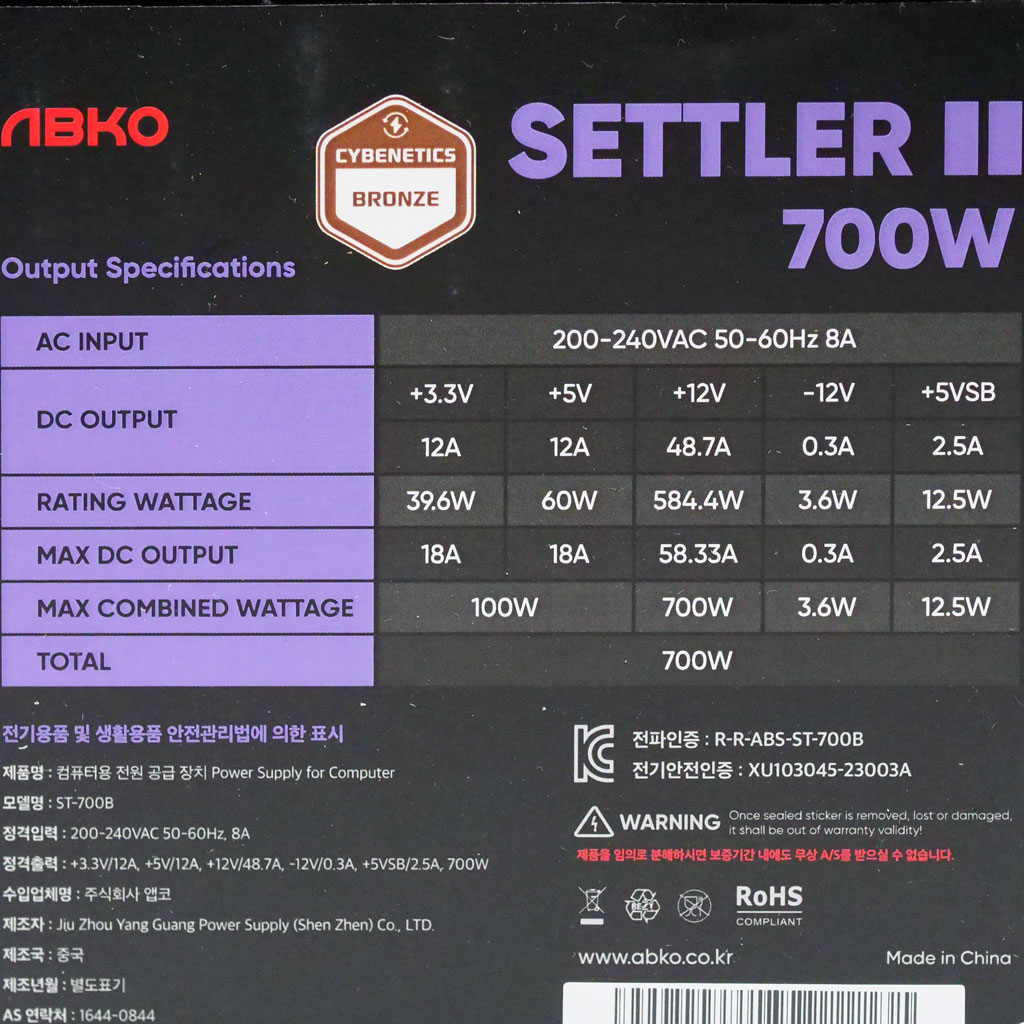 ABKO
CYBENETICS
BRONZE
SETTLER II
700W
Output Specifications
AC INPUT 200-240VAC 50-60Hz 8A
DC OUTPUT +3.3V +5V +12V -12V +5VSB
12A 12A 48.7A 0.3A 2.5A
RATING WATTAGE 39.6W 60W 584.4W 3.6W 12.5W
MAX DC OUTPUT 18A 18A 58.33A 0.3A 2.5A
MAX COMBINED WATTAGE 100W 700W 3.6W 12.5W
TOTAL 700W
전기용품 및 생활용품 안전관리법에 의한 표시
제품명 : 컴퓨터용 전원 공급 장치 Power Supply for Computer
모델명 : ST-700B
정격입력 : 200-240VAC 50-60Hz, 8A
정격출력 : +3.3V/12A, +5V/12A, +12V/48.7A, -12V/0.3A, +5VSB/2.5A, 700W
수입업체명 : 주식회사 앱코
제조자 : Jiu Zhou Yang Guang Power Supply (Shen Zhen) Co., LTD.
제조국 : 중국
제조년월 : 별도표기
AS 연락처 : 1644-0844
전파인증 : R-R-ABS-ST-700B
전기안전인증 : XU103045-23003A
WARNING Once sealed sticker is removed, lost or damaged,
it shall be out of warranty validity!
제품을 임의로 분해하시면 보증기간 내에도 무상 A/S를 받으실 수 없습니다.
RoHS
COMPLIANT
www.abko.co.kr
Made in China